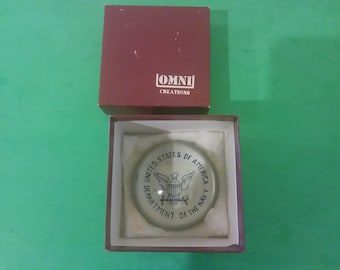 OMNI
CREATIONS
UNITED STATES OF AMERICA
DEPARTMENT OF THE NAVY